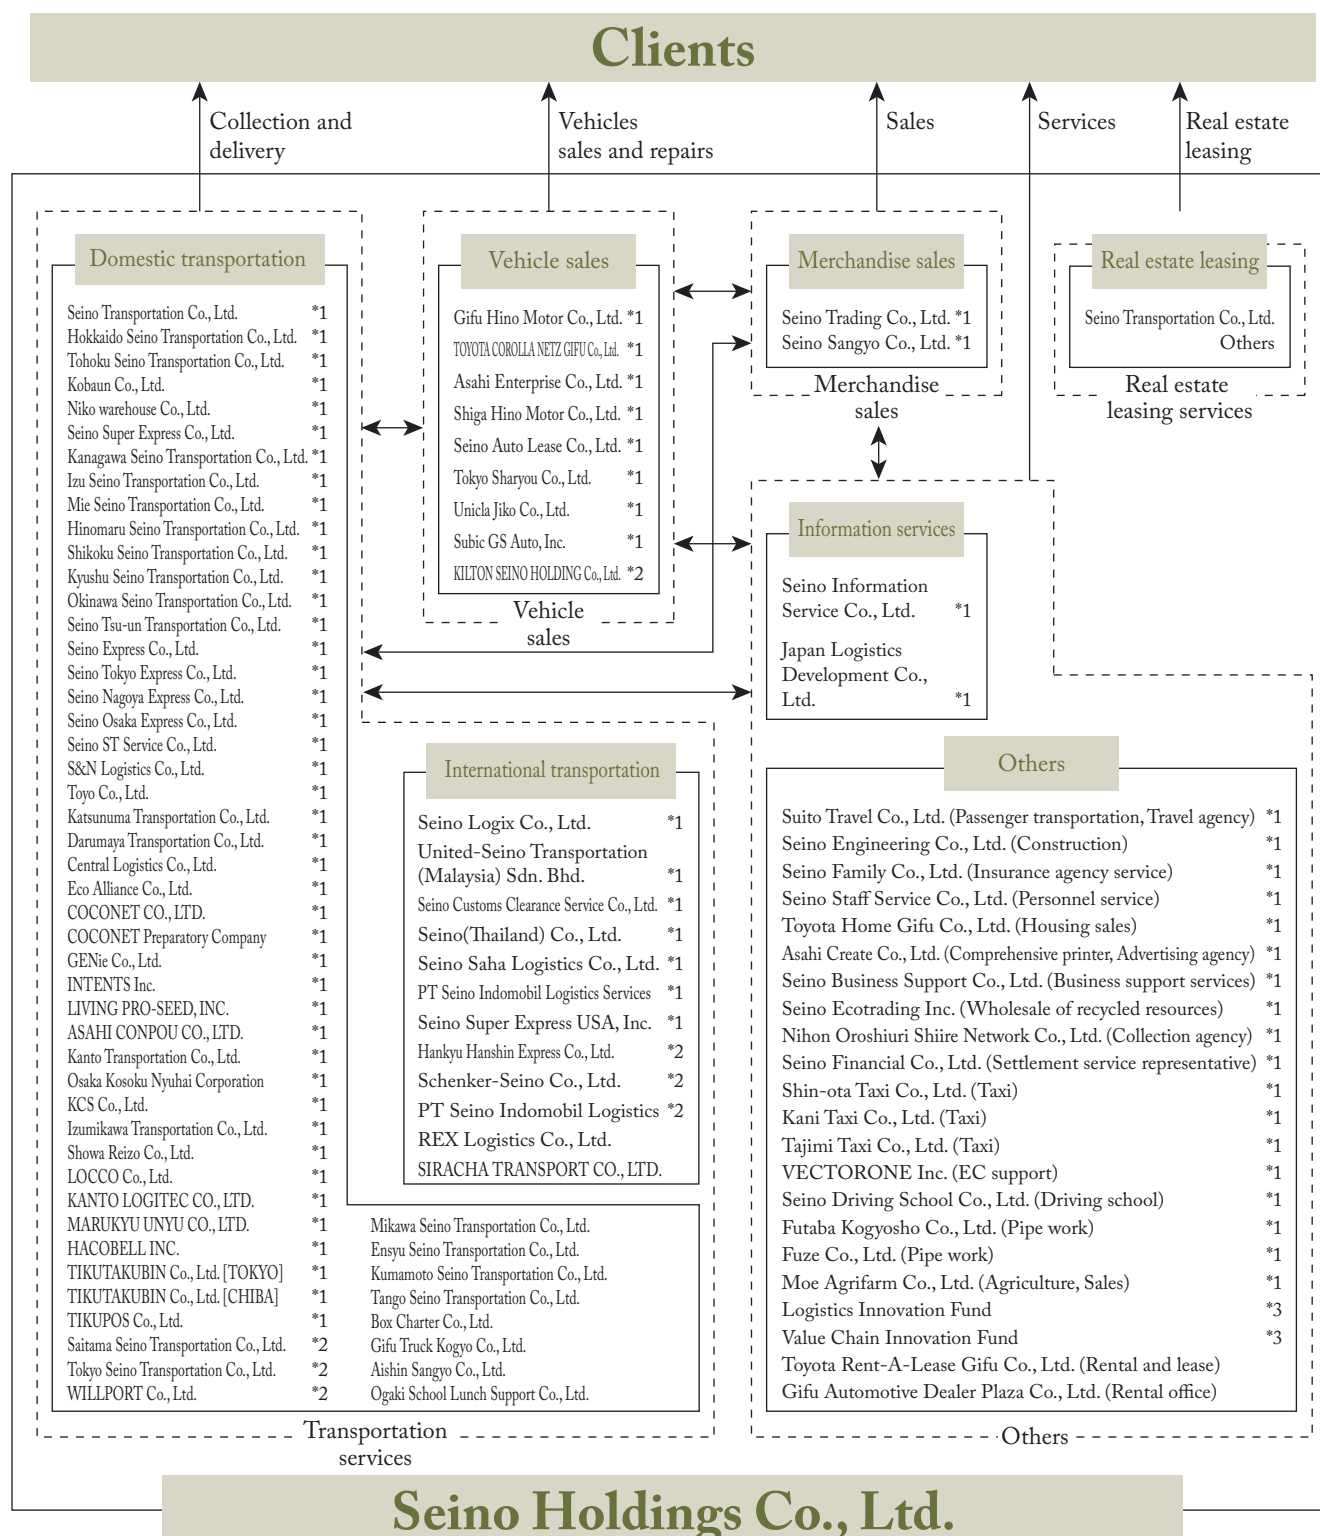 Clients
Collection and
delivery
Vehicles
sales and repairs
Sales
Services
Real estate
leasing
Domestic transportation
Seino Transportation Co., Ltd. *1
Hokkaido Seino Transportation Co., Ltd. *1
Tohoku Seino Transportation Co., Ltd. *1
Kobaun Co., Ltd. *1
Niko warehouse Co., Ltd. *1
Seino Super Express Co., Ltd. *1
Kanagawa Seino Transportation Co., Ltd. *1
Izu Seino Transportation Co., Ltd. *1
Mie Seino Transportation Co., Ltd. *1
Hinomaru Seino Transportation Co., Ltd. *1
Shikoku Seino Transportation Co., Ltd. *1
Kyushu Seino Transportation Co., Ltd. *1
Okinawa Seino Transportation Co., Ltd. *1
Seino Tsu-un Transportation Co., Ltd. *1
Seino Express Co., Ltd. *1
Seino Tokyo Express Co., Ltd. *1
Seino Nagoya Express Co., Ltd. *1
Seino Osaka Express Co., Ltd. *1
Seino ST Service Co., Ltd. *1
S&N Logistics Co., Ltd. *1
Toyo Co., Ltd. *1
Katsunuma Transportation Co., Ltd. *1
Darumaya Transportation Co., Ltd. *1
Central Logistics Co., Ltd. *1
Eco Alliance Co., Ltd. *1
COCONET CO., LTD. *1
COCONET Preparatory Company *1
GENie Co., Ltd. *1
INTENTS Inc. *1
LIVING PRO-SEED, INC. *1
ASAHI CONPOU CO., LTD. *1
Kanto Transportation Co., Ltd. *1
Osaka Kosoku Nyuhai Corporation *1
KCS Co., Ltd. *1
Izumikawa Transportation Co., Ltd. *1
Showa Reizo Co., Ltd. *1
LOCCO Co., Ltd. *1
KANTO LOGITEC CO., LTD. *1
MARUKYU UNYU CO., LTD. *1
HACOBELL INC. *1
TIKUTAKUBIN Co., Ltd. [TOKYO] *1
TIKUTAKUBIN Co., Ltd. [CHIBA] *1
TIKUPOS Co., Ltd. *1
Saitama Seino Transportation Co., Ltd. *2
Tokyo Seino Transportation Co., Ltd. *2
WILLPORT Co., Ltd. *2
Mikawa Seino Transportation Co., Ltd.
Ensyu Seino Transportation Co., Ltd.
Kumamoto Seino Transportation Co., Ltd.
Tango Seino Transportation Co., Ltd.
Box Charter Co., Ltd.
Gifu Truck Kogyo Co., Ltd.
Aishin Sangyo Co., Ltd.
Ogaki School Lunch Support Co., Ltd.
International transportation
Seino Logix Co., Ltd. *1
United-Seino Transportation
(Malaysia) Sdn. Bhd. *1
Seino Customs Clearance Service Co., Ltd. *1
Seino(Thailand) Co., Ltd. *1
Seino Saha Logistics Co., Ltd. *1
PT Seino Indomobil Logistics Services *1
Seino Super Express USA, Inc. *1
Hankyu Hanshin Express Co., Ltd. *2
Schenker-Seino Co., Ltd. *2
PT Seino Indomobil Logistics *2
REX Logistics Co., Ltd.
SIRACHA TRANSPORT CO., LTD.
Transportation
services
Vehicle sales
Gifu Hino Motor Co., Ltd. *1
TOYOTA COROLLA NETZ GIFU Co., Ltd. *1
Asahi Enterprise Co., Ltd. *1
Shiga Hino Motor Co., Ltd. *1
Seino Auto Lease Co., Ltd. *1
Tokyo Sharyou Co., Ltd. *1
Unicla Jiko Co., Ltd. *1
Subic GS Auto, Inc. *1
KILTON SEINO HOLDING Co., Ltd. *2
Vehicle
sales
Merchandise sales
Seino Trading Co., Ltd. *1
Seino Sangyo Co., Ltd. *1
Merchandise
sales
Real estate leasing
Seino Transportation Co., Ltd.
Others
Real estate
leasing services
Information services
Seino Information
Service Co., Ltd. *1
Japan Logistics
Development Co.,
Ltd. *1
Others
Suito Travel Co., Ltd. (Passenger transportation, Travel agency) *1
Seino Engineering Co., Ltd. (Construction) *1
Seino Family Co., Ltd. (Insurance agency service) *1
Seino Staff Service Co., Ltd. (Personnel service) *1
Toyota Home Gifu Co., Ltd. (Housing sales) *1
Asahi Create Co., Ltd. (Comprehensive printer, Advertising agency) *1
Seino Business Support Co., Ltd. (Business support services) *1
Seino Ecotrading Inc. (Wholesale of recycled resources) *1
Nihon Oroshiuri Shiire Network Co., Ltd. (Collection agency) *1
Seino Financial Co., Ltd. (Settlement service representative) *1
Shin-ota Taxi Co., Ltd. (Taxi) *1
Kani Taxi Co., Ltd. (Taxi) *1
Tajimi Taxi Co., Ltd. (Taxi) *1
VECTORONE Inc. (EC support) *1
Seino Driving School Co., Ltd. (Driving school) *1
Futaba Kogyosho Co., Ltd. (Pipe work) *1
Fuze Co., Ltd. (Pipe work) *1
Moe Agrifarm Co., Ltd. (Agriculture, Sales) *1
Logistics Innovation Fund *3
Value Chain Innovation Fund *3
Toyota Rent-A-Lease Gifu Co., Ltd. (Rental and lease)
Gifu Automotive Dealer Plaza Co., Ltd. (Rental office)
Others
Seino Holdings Co., Ltd.